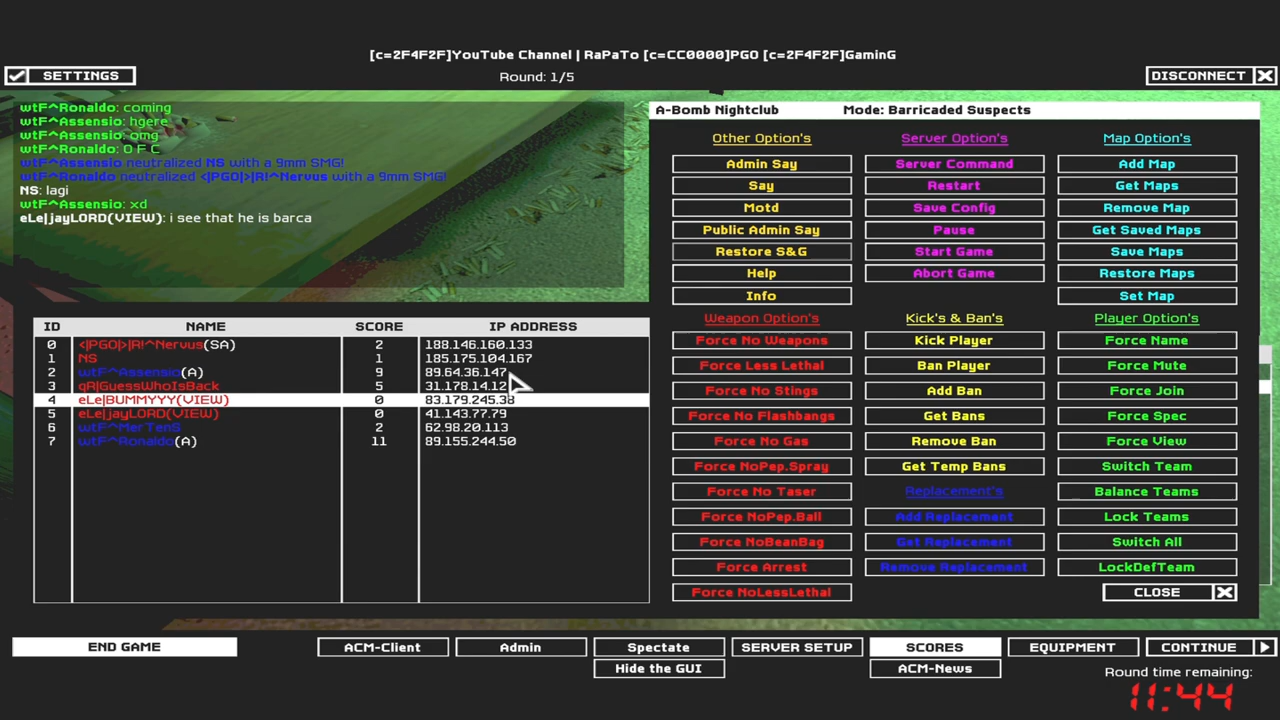 [c=2F4F2F]YouTube Channel | RaPaTo [c=CC0000]PGO [c=2F4F2F]GaminG
SETTINGS
Round: 1/5
DISCONNECT
wtF^Ronaldo: coming
wtF^Assensio: hgere
wtF^Assensio: omg
wtF^Ronaldo: O F C
wtF^Assensio neutralized NS with a 9mm SMG!
wtF^Ronaldo neutralized <|PGO|>|R!^Nervus with a 9mm SMG!
NS: lagi
wtF^Assensio: xd
eLe|jayLORD(VIEW): i see that he is barca
A-Bomb Nightclub Mode: Barricaded Suspects
Other Option's Server Option's Map Option's
Admin Say Server Command Add Map
Say Restart Get Maps
Motd Save Config Remove Map
Public Admin Say Pause Get Saved Maps
Restore S&G Start Game Save Maps
Help Abort Game Restore Maps
Info Set Map
Weapon Option's Kick's & Ban's Player Option's
Force No Weapons Kick Player Force Name
Force Less Lethal Ban Player Force Mute
Force No Stings Add Ban Force Join
Force No Flashbangs Get Bans Force Spec
Force No Gas Remove Ban Force View
Force NoPep.Spray Get Temp Bans Switch Team
Force No Taser Replacement's Balance Teams
Force NoPep.Ball Add Replacement Lock Teams
Force NoBeanBag Get Replacement Switch All
Force Arrest Remove Replacement LockDefTeam
Force NoLessLethal CLOSE
ID NAME SCORE IP ADDRESS
0 <|PGO|>|R!^Nervus(SA) 2 188.146.160.133
1 NS 1 185.175.104.167
2 wtF^Assensio(A) 9 89.64.36.147
3 qR|GuessWhoIsBack 5 31.178.14.12
4 eLe|BUMMYYY(VIEW) 0 83.179.245.38
5 eLe|jayLORD(VIEW) 0 41.143.77.79
6 wtF^MerTenS 2 62.98.20.113
7 wtF^Ronaldo(A) 11 89.155.244.50
END GAME ACM-Client Admin Spectate SERVER SETUP SCORES EQUIPMENT CONTINUE
Hide the GUI ACM-News
Round time remaining:
11:44